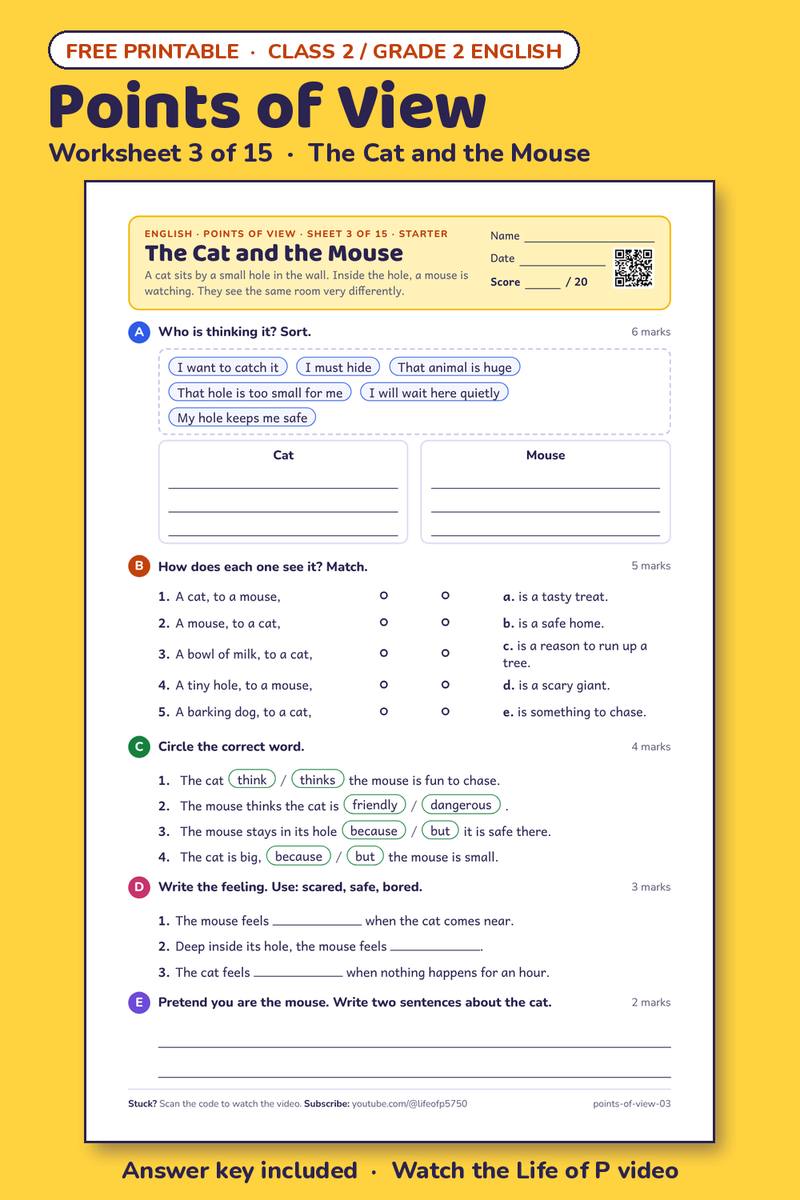 FREE PRINTABLE · CLASS 2 / GRADE 2 ENGLISH
Points of View
Worksheet 3 of 15 · The Cat and the Mouse
ENGLISH · POINTS OF VIEW · SHEET 3 OF 15 · STARTER
The Cat and the Mouse
A cat sits by a small hole in the wall. Inside the hole, a mouse is
watching. They see the same room very differently.
Name
Date
Score / 20
A Who is thinking it? Sort. 6 marks
I want to catch it I must hide That animal is huge
That hole is too small for me I will wait here quietly
My hole keeps me safe
Cat Mouse
B How does each one see it? Match. 5 marks
1. A cat, to a mouse, a. is a tasty treat.
2. A mouse, to a cat, b. is a safe home.
3. A bowl of milk, to a cat, c. is a reason to run up a
tree.
4. A tiny hole, to a mouse, d. is a scary giant.
5. A barking dog, to a cat, e. is something to chase.
C Circle the correct word. 4 marks
1. The cat think / thinks the mouse is fun to chase.
2. The mouse thinks the cat is friendly / dangerous .
3. The mouse stays in its hole because / but it is safe there.
4. The cat is big, because / but the mouse is small.
D Write the feeling. Use: scared, safe, bored. 3 marks
1. The mouse feels ____________ when the cat comes near.
2. Deep inside its hole, the mouse feels ____________.
3. The cat feels ____________ when nothing happens for an hour.
E Pretend you are the mouse. Write two sentences about the cat. 2 marks
Stuck? Scan the code to watch the video. Subscribe: youtube.com/@lifeofp5750 points-of-view-03
Answer key included · Watch the Life of P video